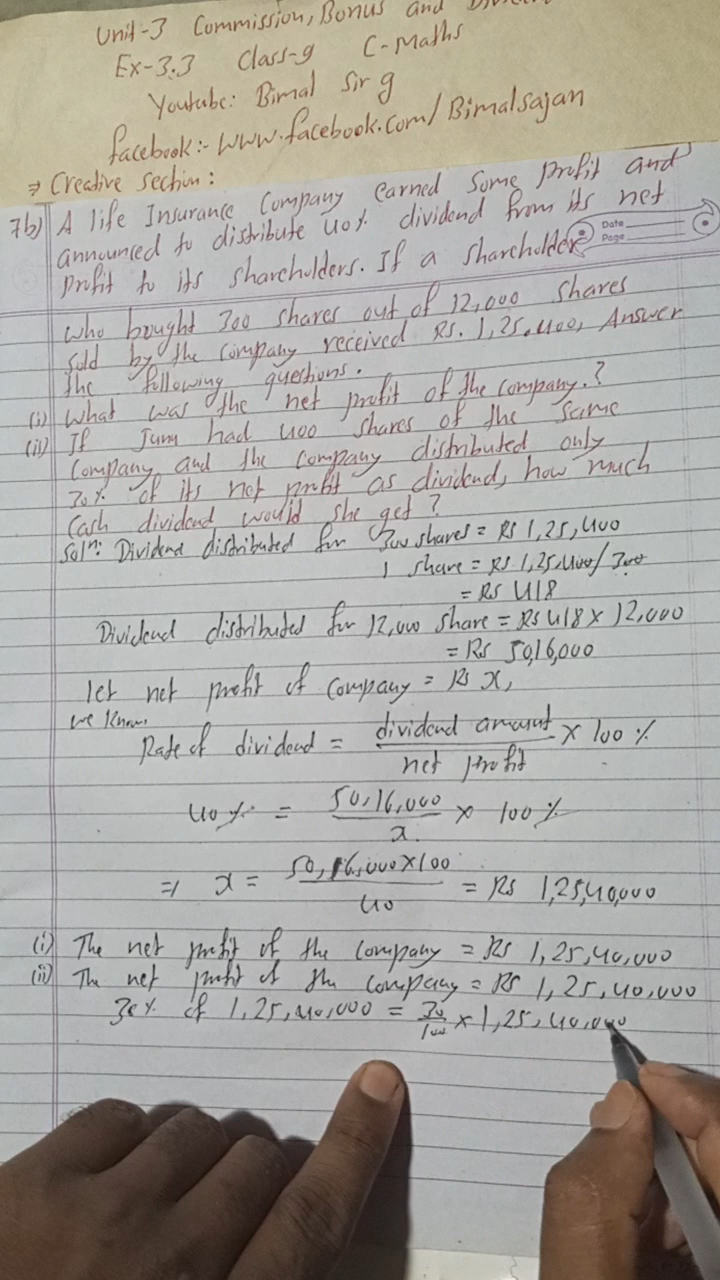 Unit-3 Commission, Bonus and
Ex-3.3 Class-9 C-Maths
Youtube: Bimal Sir g
facebook:- www.facebook.com/Bimalsajan
⇒ Creative section:
7b) A life Insurance Company earned some profit and
announced to distribute 40% dividend from its net
Date
Page
profit to its shareholders. If a shareholder
who bought 300 shares out of 12,000 shares
sold by the company received Rs. 1,25,400, Answer
the following questions.
(i) What was the net profit of the company.?
(ii) If had 400 shares of the same
Company and the company distributed only
30% of its net profit as dividend, how much
Cash dividend would she get?
Solⁿ: Dividend distributed for 300 shares = Rs 1,25,400
1 share = Rs 1,25,400/300
= Rs 418
Dividend distributed for 12,000 share = Rs 418 × 12,000
= Rs 50,16,000
let net profit of company = Rs x,
we know,
Rate of dividend = dividend amount / net profit × 100%
40% = 50,16,000 / x × 100%
⇒ x = 50,16,000×100 / 40 = Rs 1,25,40,000
(i) The net profit of the company = Rs 1,25,40,000
(ii) The net profit of the company = Rs 1,25,40,000
30% of 1,25,40,000 = 30/100 × 1,25,40,000